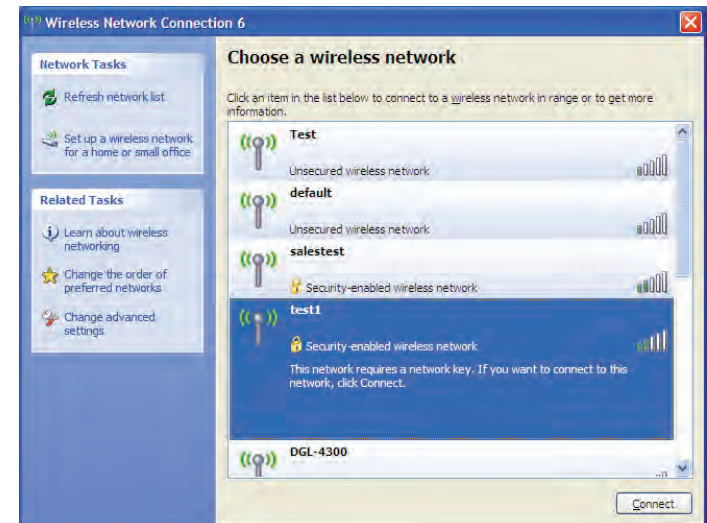 Wireless Network Connection 6
Network Tasks
Refresh network list
Set up a wireless network
for a home or small office
Related Tasks
Learn about wireless
networking
Change the order of
preferred networks
Change advanced
settings
Choose a wireless network
Click an item in the list below to connect to a wireless network in range or to get more
information.
Test
Unsecured wireless network
default
Unsecured wireless network
salestest
Security-enabled wireless network
test1
Security-enabled wireless network
This network requires a network key. If you want to connect to this
network, click Connect.
DGL-4300
Connect